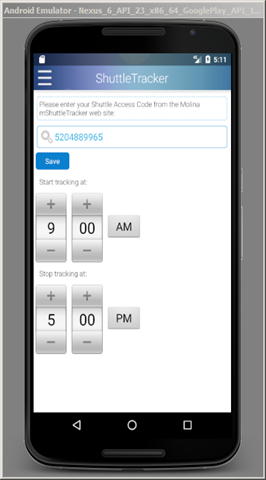 Android Emulator - Nexus_6_API_23_x86_64_GooglePlay_API_1...
5:11
ShuttleTracker
Please enter your Shuttle Access Code from the Molina
mShuttleTracker web site:
5204889965
Save
Start tracking at:
+ +
9 00 AM
− −
Stop tracking at:
+ +
5 00 PM
− −